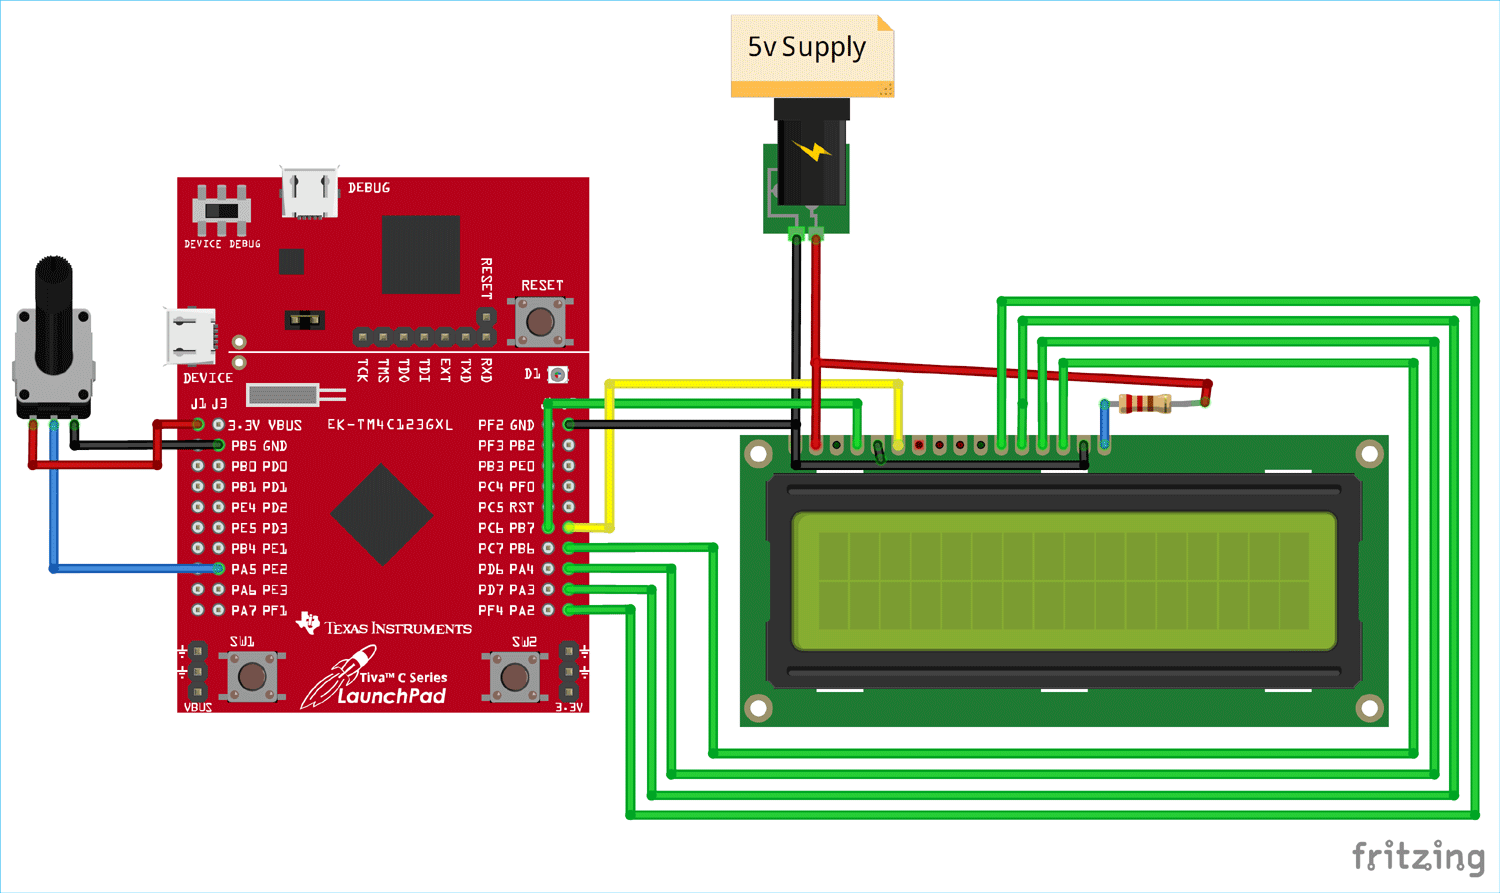 5v Supply
DEBUG
DEVICE DEBUG
RESET
RESET
TCK TMS TDO TDI EXT TXD RXD
DEVICE
D1
J1 J3
3.3V VBUS
EK-TM4C123GXL
PF2 GND
PB5 GND
PF3 PB2
PB0 PD0
PB3 PE0
PB1 PD1
PC4 PF0
PE4 PD2
PC5 RST
PE5 PD3
PC6 PB7
PB4 PE1
PC7 PB6
PA5 PE2
PD6 PA4
PA6 PE3
PD7 PA3
PA7 PF1
PF4 PA2
TEXAS INSTRUMENTS
SW1
SW2
Tiva™ C Series
LaunchPad
VBUS
3.3V
fritzing